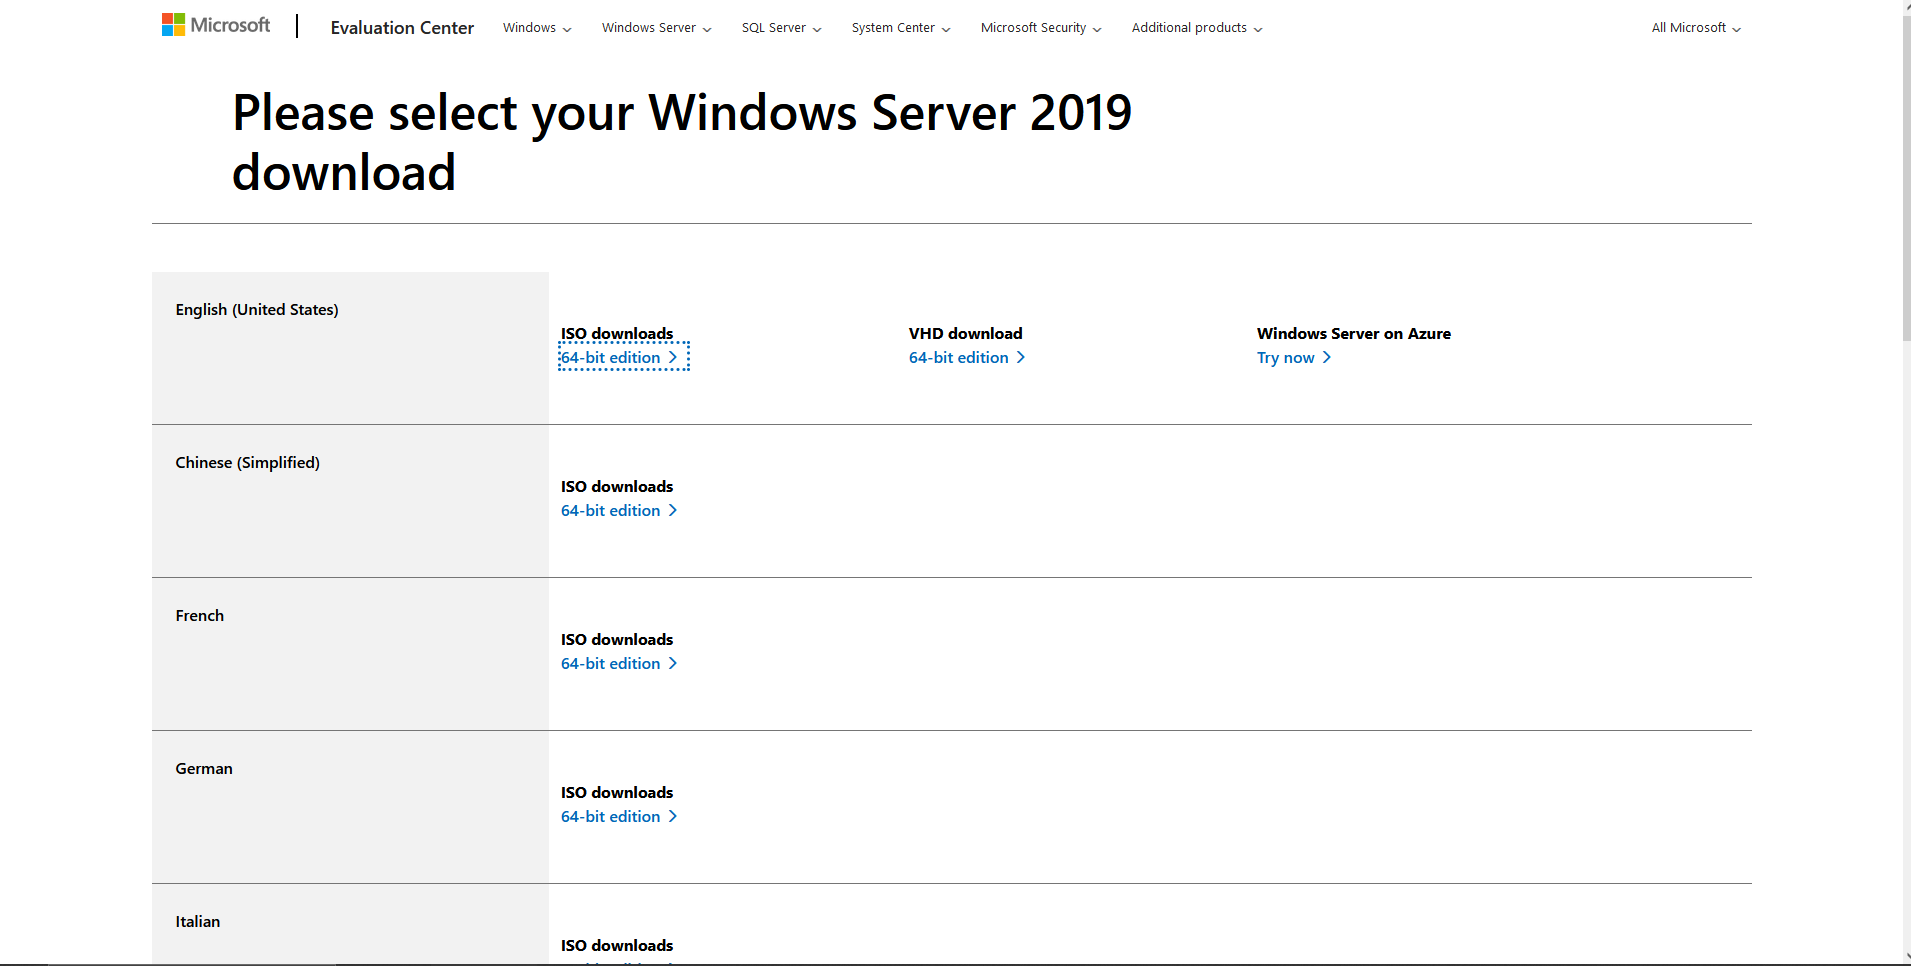 Microsoft
Evaluation Center
Windows
Windows Server
SQL Server
System Center
Microsoft Security
Additional products
All Microsoft
Please select your Windows Server 2019
download
English (United States)
ISO downloads
64-bit edition
VHD download
64-bit edition
Windows Server on Azure
Try now
Chinese (Simplified)
ISO downloads
64-bit edition
French
ISO downloads
64-bit edition
German
ISO downloads
64-bit edition
Italian
ISO downloads